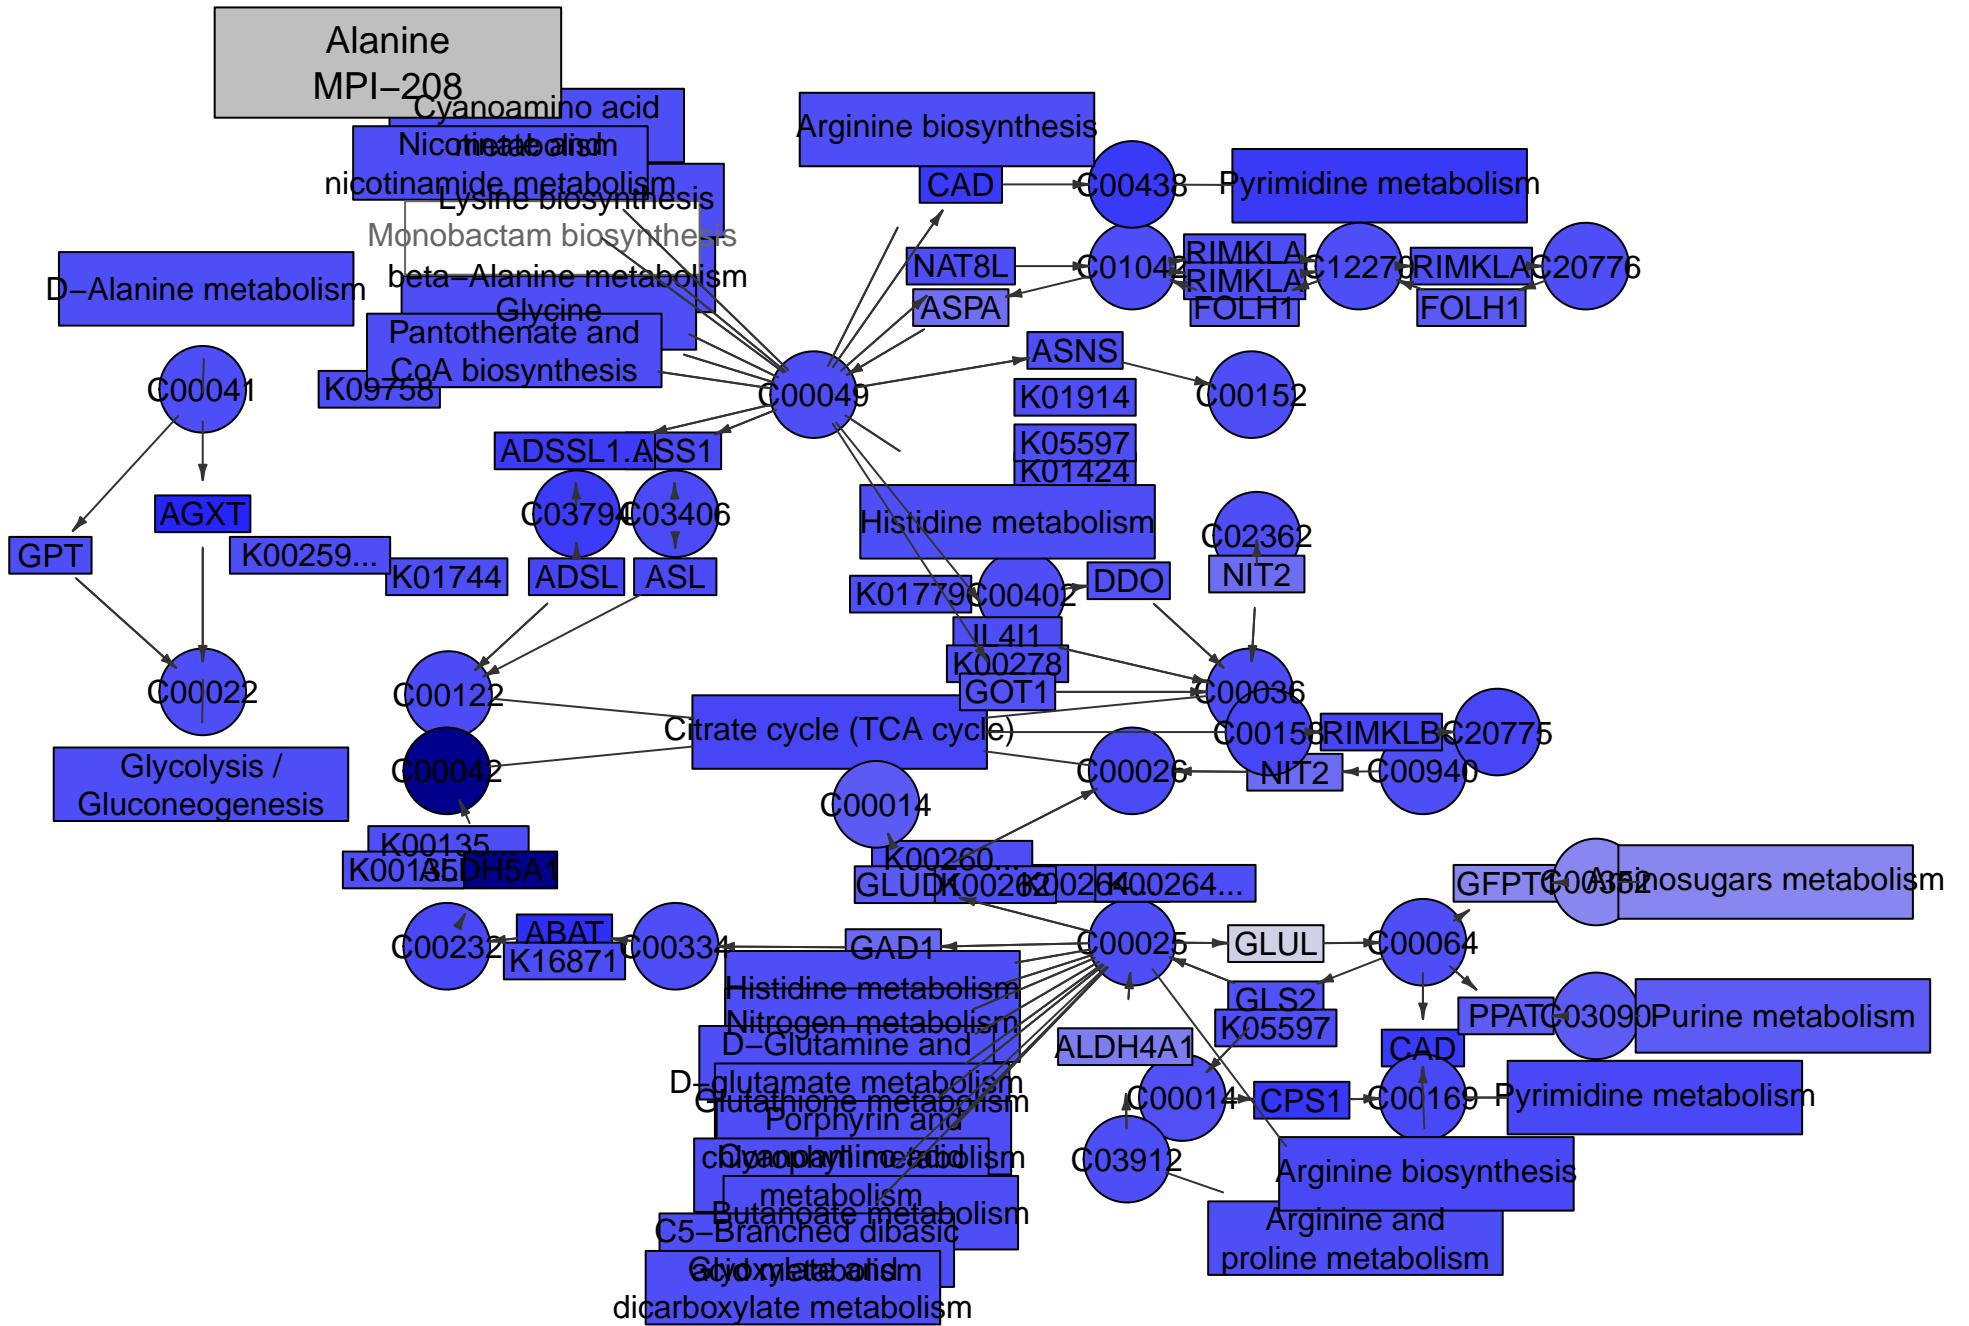 Alanine
MPI−208
Cyanoamino acid
metabolism
Nicotinate and
nicotinamide metabolism
Lysine biosynthesis
Monobactam biosynthesis
beta−Alanine metabolism
Glycine
Pantothenate and
CoA biosynthesis
Arginine biosynthesis
CAD
C00438
Pyrimidine metabolism
NAT8L
ASPA
RIMKLA
RIMKLA
FOLH1
RIMKLA
FOLH1
C20776
D−Alanine metabolism
C00041
K09758
C00049
ASNS
C00152
K01914
K05597
K01424
ADSSL1...
ASS1
C03794
C03406
AGXT
GPT
K00259...
K01744
ADSL
ASL
Histidine metabolism
C02362
NIT2
K01779
C00402
DDO
IL4I1
K00278
GOT1
C00036
C00022
C00122
Citrate cycle (TCA cycle)
C00158
RIMKLB
C20775
Glycolysis /
Gluconeogenesis
C00042
C00014
C00026
NIT2
C00940
K00135...
ALDH5A1
K00260...
K00262
K00264...
GFPT1
C00352
Aminosugars metabolism
C00232
ABAT
K16871
C00334
GAD1
C00025
GLUL
C00064
Histidine metabolism
Nitrogen metabolism
D−Glutamine and
D−glutamate metabolism
Glutathione metabolism
Porphyrin and
chlorophyll metabolism
Cyanoamino acid
metabolism
Butanoate metabolism
C5−Branched dibasic
acid metabolism
Glyoxylate and
dicarboxylate metabolism
GLS2
K05597
PPAT
C03090
Purine metabolism
ALDH4A1
CAD
C00014
CPS1
C00169
Pyrimidine metabolism
C03912
Arginine biosynthesis
Arginine and
proline metabolism